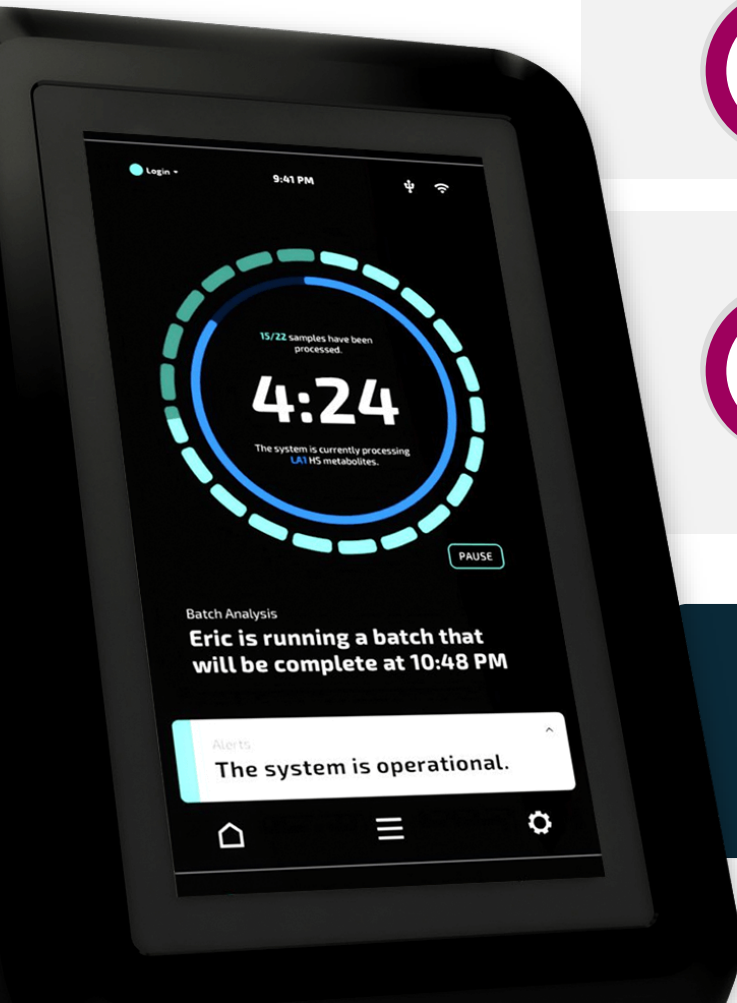 Login
9:41 PM
15/22 samples have been
processed.
4:24
The system is currently processing
LA1 HS metabolites.
PAUSE
Batch Analysis
Eric is running a batch that
will be complete at 10:48 PM
Alerts
The system is operational.